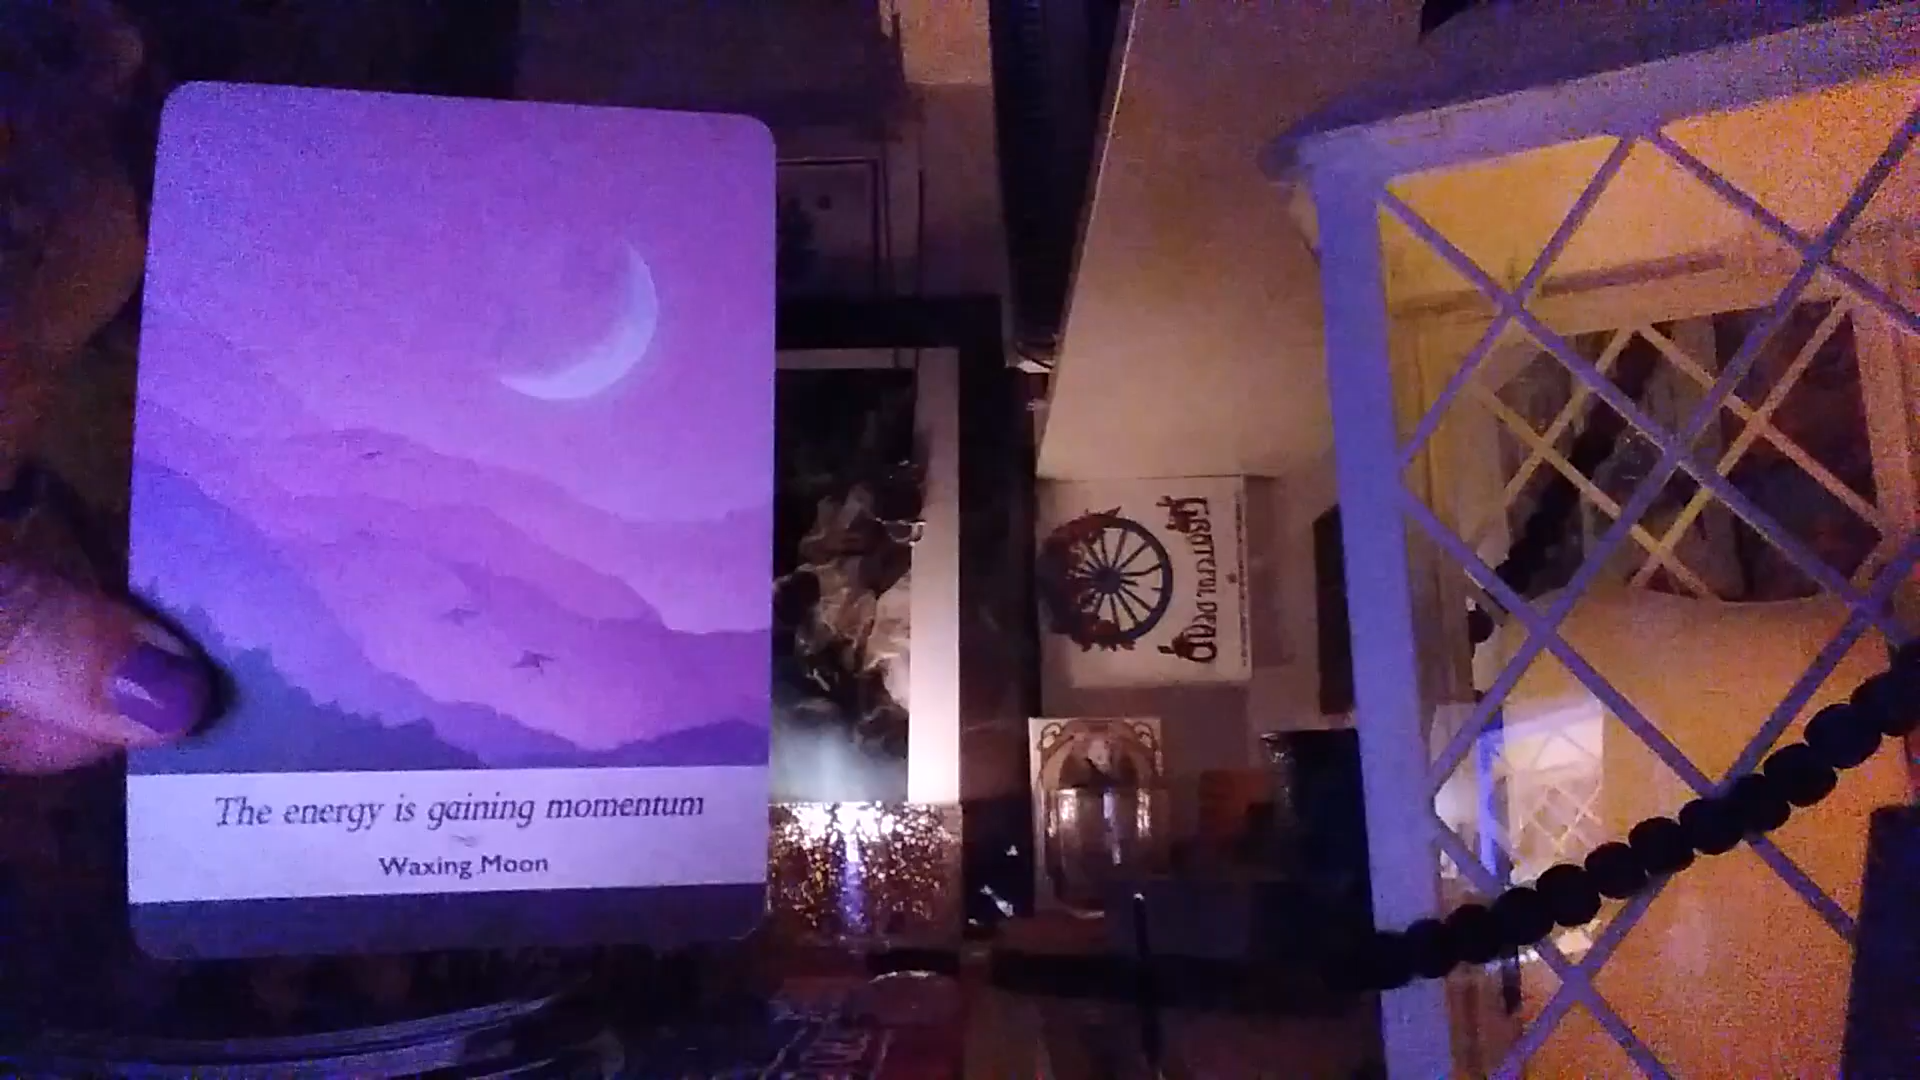 The energy is gaining momentum
Waxing Moon
GRATEFUL DEAD